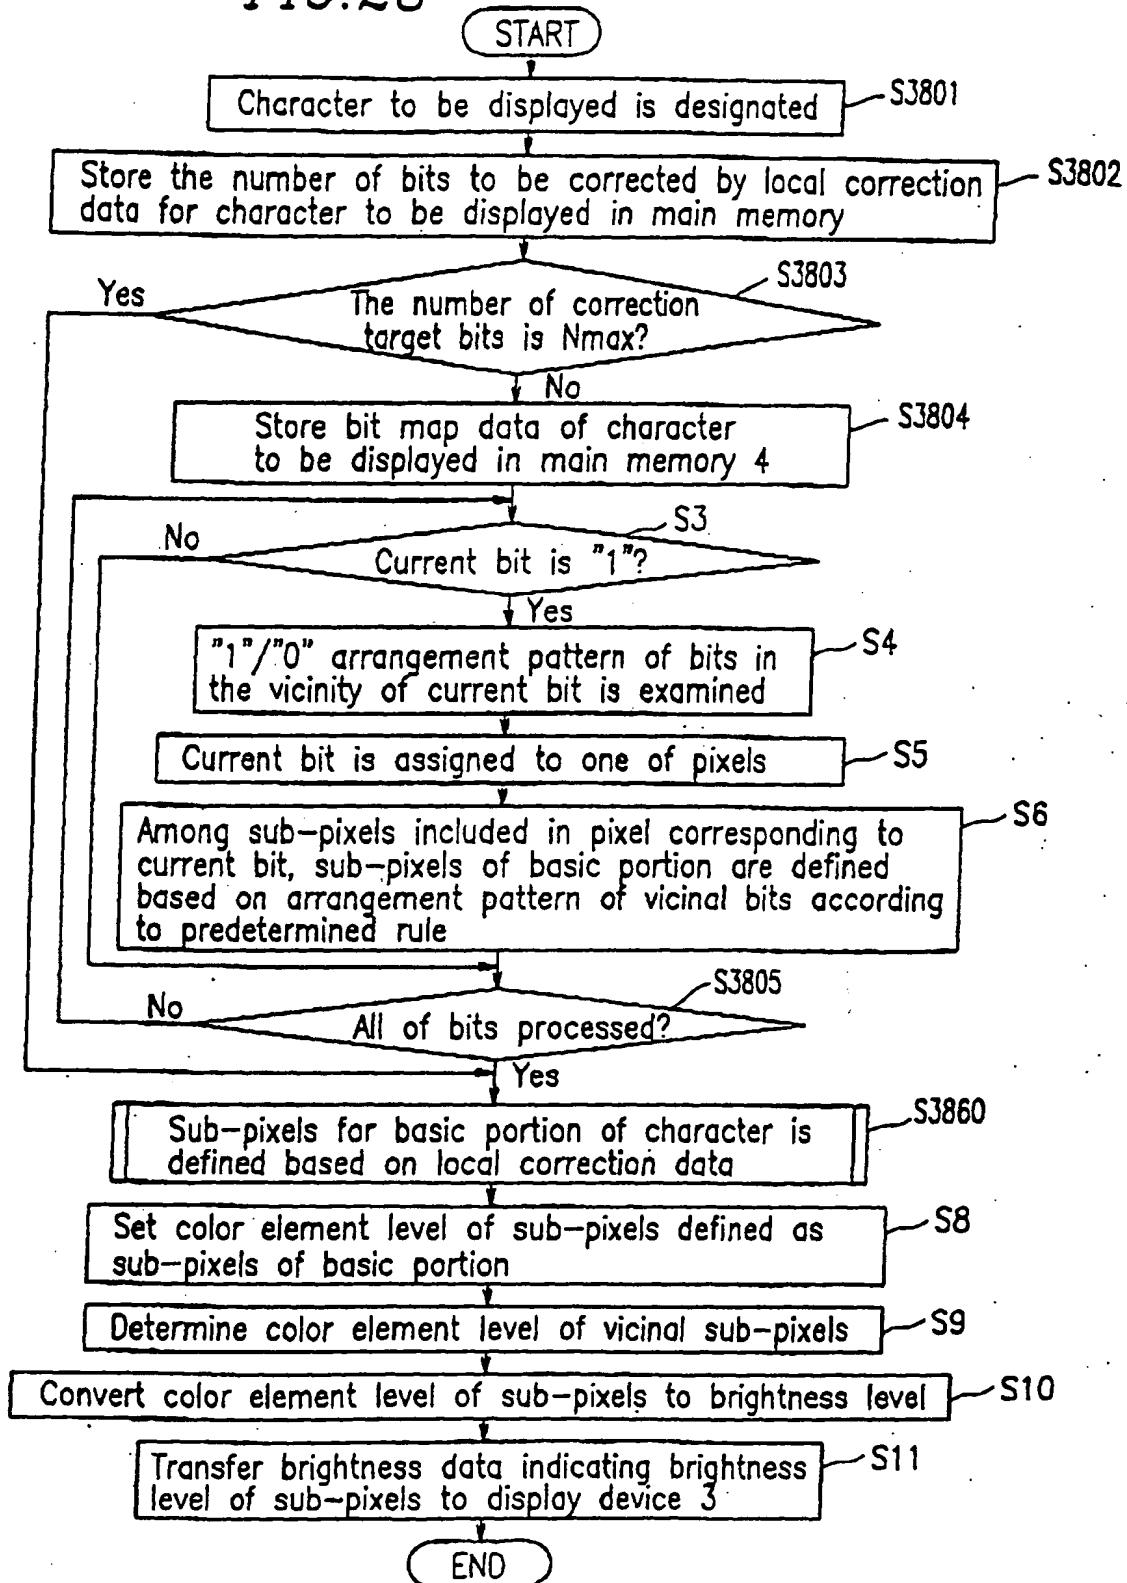 START
Character to be displayed is designated
S3801
Store the number of bits to be corrected by local correction
data for character to be displayed in main memory
S3802
S3803
Yes
The number of correction
target bits is Nmax?
No
Store bit map data of character
to be displayed in main memory 4
S3804
S3
No
Current bit is "1"?
Yes
"1"/"0" arrangement pattern of bits in
the vicinity of current bit is examined
S4
Current bit is assigned to one of pixels
S5
Among sub-pixels included in pixel corresponding to
current bit, sub-pixels of basic portion are defined
based on arrangement pattern of vicinal bits according
to predetermined rule
S6
S3805
No
All of bits processed?
Yes
Sub-pixels for basic portion of character is
defined based on local correction data
S3860
Set color element level of sub-pixels defined as
sub-pixels of basic portion
S8
Determine color element level of vicinal sub-pixels
S9
Convert color element level of sub-pixels to brightness level
S10
Transfer brightness data indicating brightness
level of sub-pixels to display device 3
S11
END